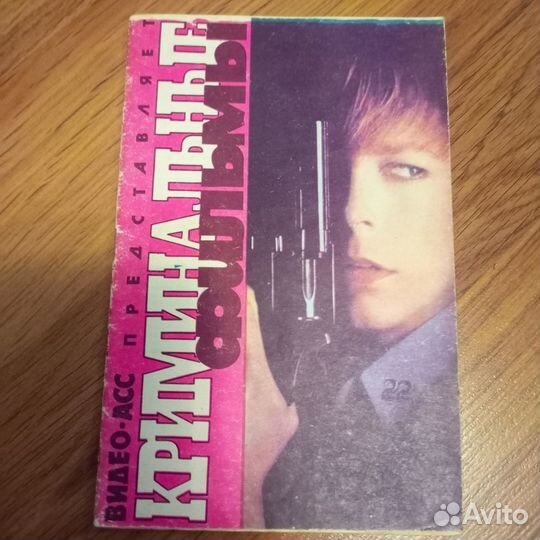 ВИДЕО-АСС ПРЕДСТАВЛЯЕТ
КРИМИНАЛЬНЫЕ
ФИЛЬМЫ
22
Avito